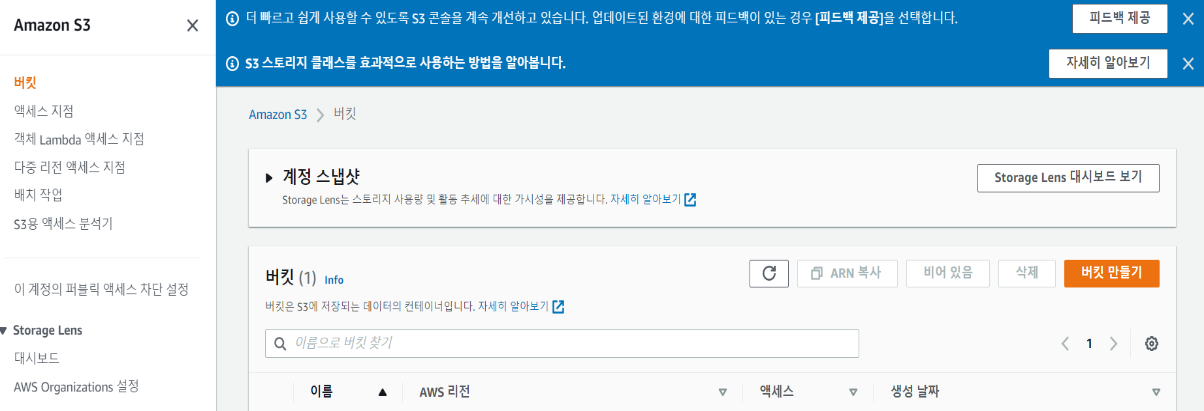 Amazon S3
버킷
액세스 지점
객체 Lambda 액세스 지점
다중 리전 액세스 지점
배치 작업
S3용 액세스 분석기
이 계정의 퍼블릭 액세스 차단 설정
Storage Lens
대시보드
AWS Organizations 설정
더 빠르고 쉽게 사용할 수 있도록 S3 콘솔을 계속 개선하고 있습니다. 업데이트된 환경에 대한 피드백이 있는 경우 [피드백 제공]을 선택합니다. 피드백 제공
S3 스토리지 클래스를 효과적으로 사용하는 방법을 알아봅니다. 자세히 알아보기
Amazon S3 버킷
계정 스냅샷 Storage Lens 대시보드 보기
Storage Lens는 스토리지 사용량 및 활동 추세에 대한 가시성을 제공합니다. 자세히 알아보기
버킷 (1) Info ARN 복사 비어 있음 삭제 버킷 만들기
버킷은 S3에 저장되는 데이터의 컨테이너입니다. 자세히 알아보기
이름으로 버킷 찾기 1
이름 AWS 리전 액세스 생성 날짜